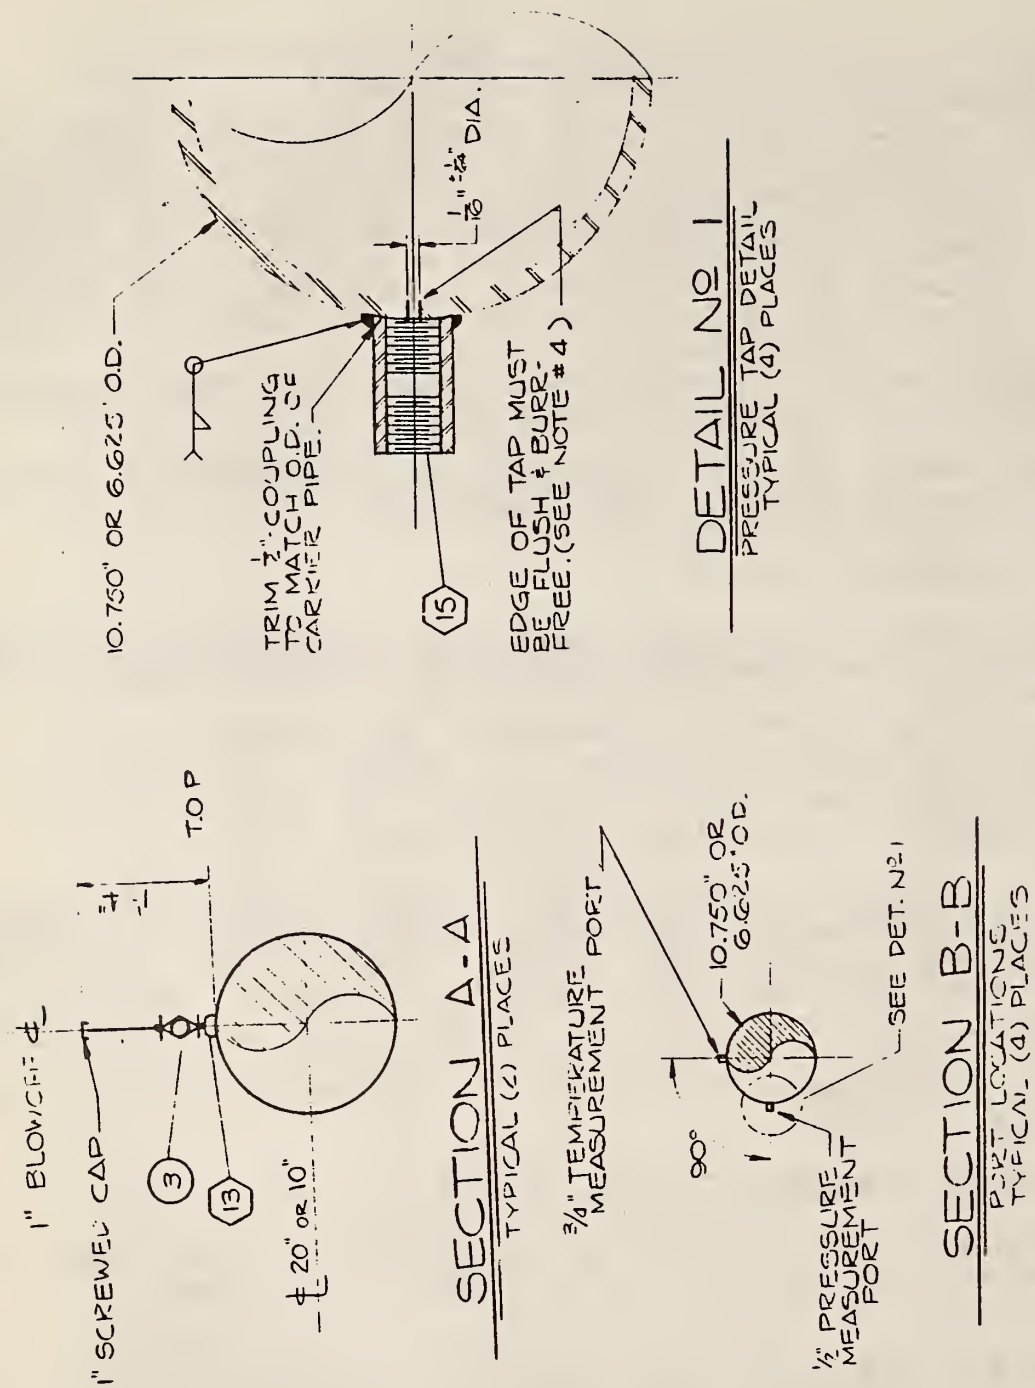 1" BLOWOFF ℄
1" SCREWED CAP
3
13
℄ 20" OR 10"
T.O.P
SECTION A-A
TYPICAL (2) PLACES
10.750" OR 6.625" O.D.
TRIM ½" COUPLING
TO MATCH O.D. OF
CARRIER PIPE.
15
EDGE OF TAP MUST
BE FLUSH & BURR-
FREE. (SEE NOTE #4)
DIA.
DETAIL Nº 1
PRESSURE TAP DETAIL
TYPICAL (4) PLACES
¾" TEMPERATURE
MEASUREMENT PORT
90°
½" PRESSURE
MEASUREMENT
PORT
10.750" OR
6.625" O.D.
SEE DET. Nº 1
SECTION B-B
PORT LOCATIONS
TYPICAL (4) PLACES